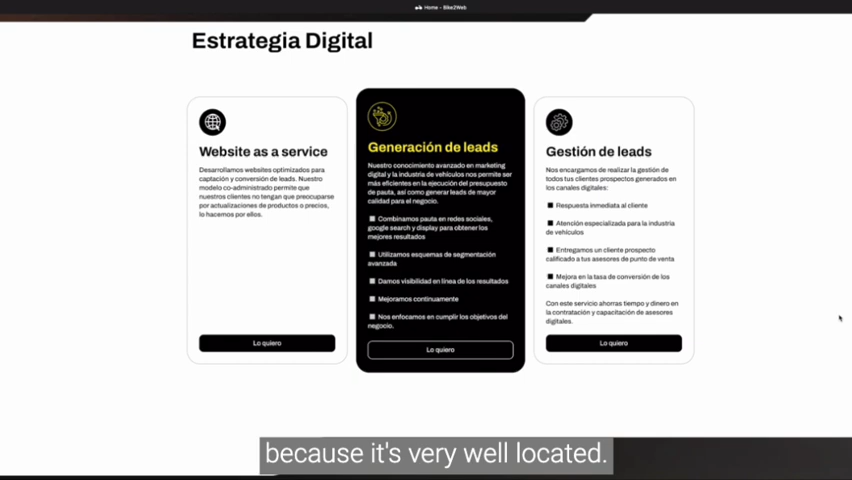 Home - Bike2Web
Estrategia Digital
Website as a service
Desarrollamos websites optimizados para
captación y conversión de leads. Nuestro
modelo co-administrado permite que
nuestros clientes no tengan que preocuparse
por actualizaciones de productos o precios,
lo hacemos por ellos.
Lo quiero
Generación de leads
Nuestro conocimiento avanzado en marketing
digital y la industria de vehículos nos permite ser
más eficientes en la ejecución del presupuesto
de pauta, así como generar leads de mayor
calidad para el negocio.
Combinamos pauta en redes sociales,
google search y display para obtener los
mejores resultados
Utilizamos esquemas de segmentación
avanzada
Damos visibilidad en línea de los resultados
Mejoramos continuamente
Nos enfocamos en cumplir los objetivos del
negocio.
Lo quiero
Gestión de leads
Nos encargamos de realizar la gestión de
todos tus clientes prospectos generados en
los canales digitales:
Respuesta inmediata al cliente
Atención especializada para la industria
de vehículos
Entregamos un cliente prospecto
calificado a tus asesores de punto de venta
Mejora en la tasa de conversión de los
canales digitales
Con este servicio ahorras tiempo y dinero en
la contratación y capacitación de asesores
digitales.
Lo quiero
because it's very well located.